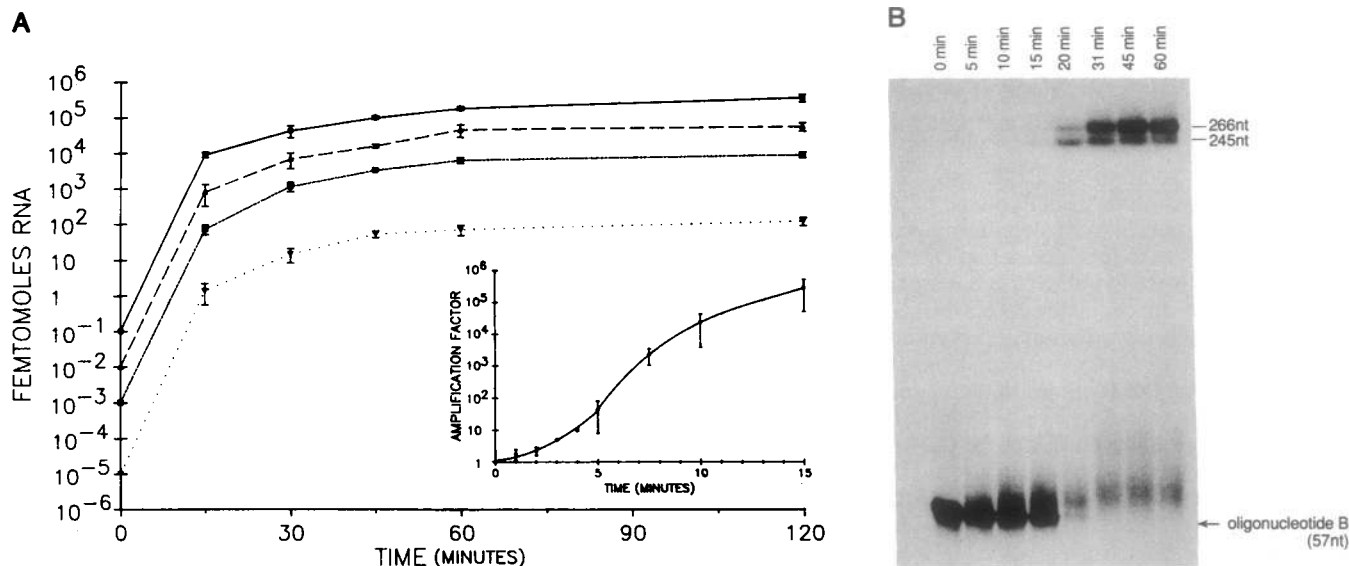 A
FEMTOMOLES RNA
10^6
10^5
10^4
10^3
10^2
10
1
10^-1
10^-2
10^-3
10^-4
10^-5
10^-6
0
30
60
90
120
TIME (MINUTES)
AMPLIFICATION FACTOR
10^6
10^5
10^4
10^3
10^2
10
1
0
5
10
15
TIME (MINUTES)
B
0 min
5 min
10 min
15 min
20 min
31 min
45 min
60 min
266nt
245nt
oligonucleotide B
(57nt)